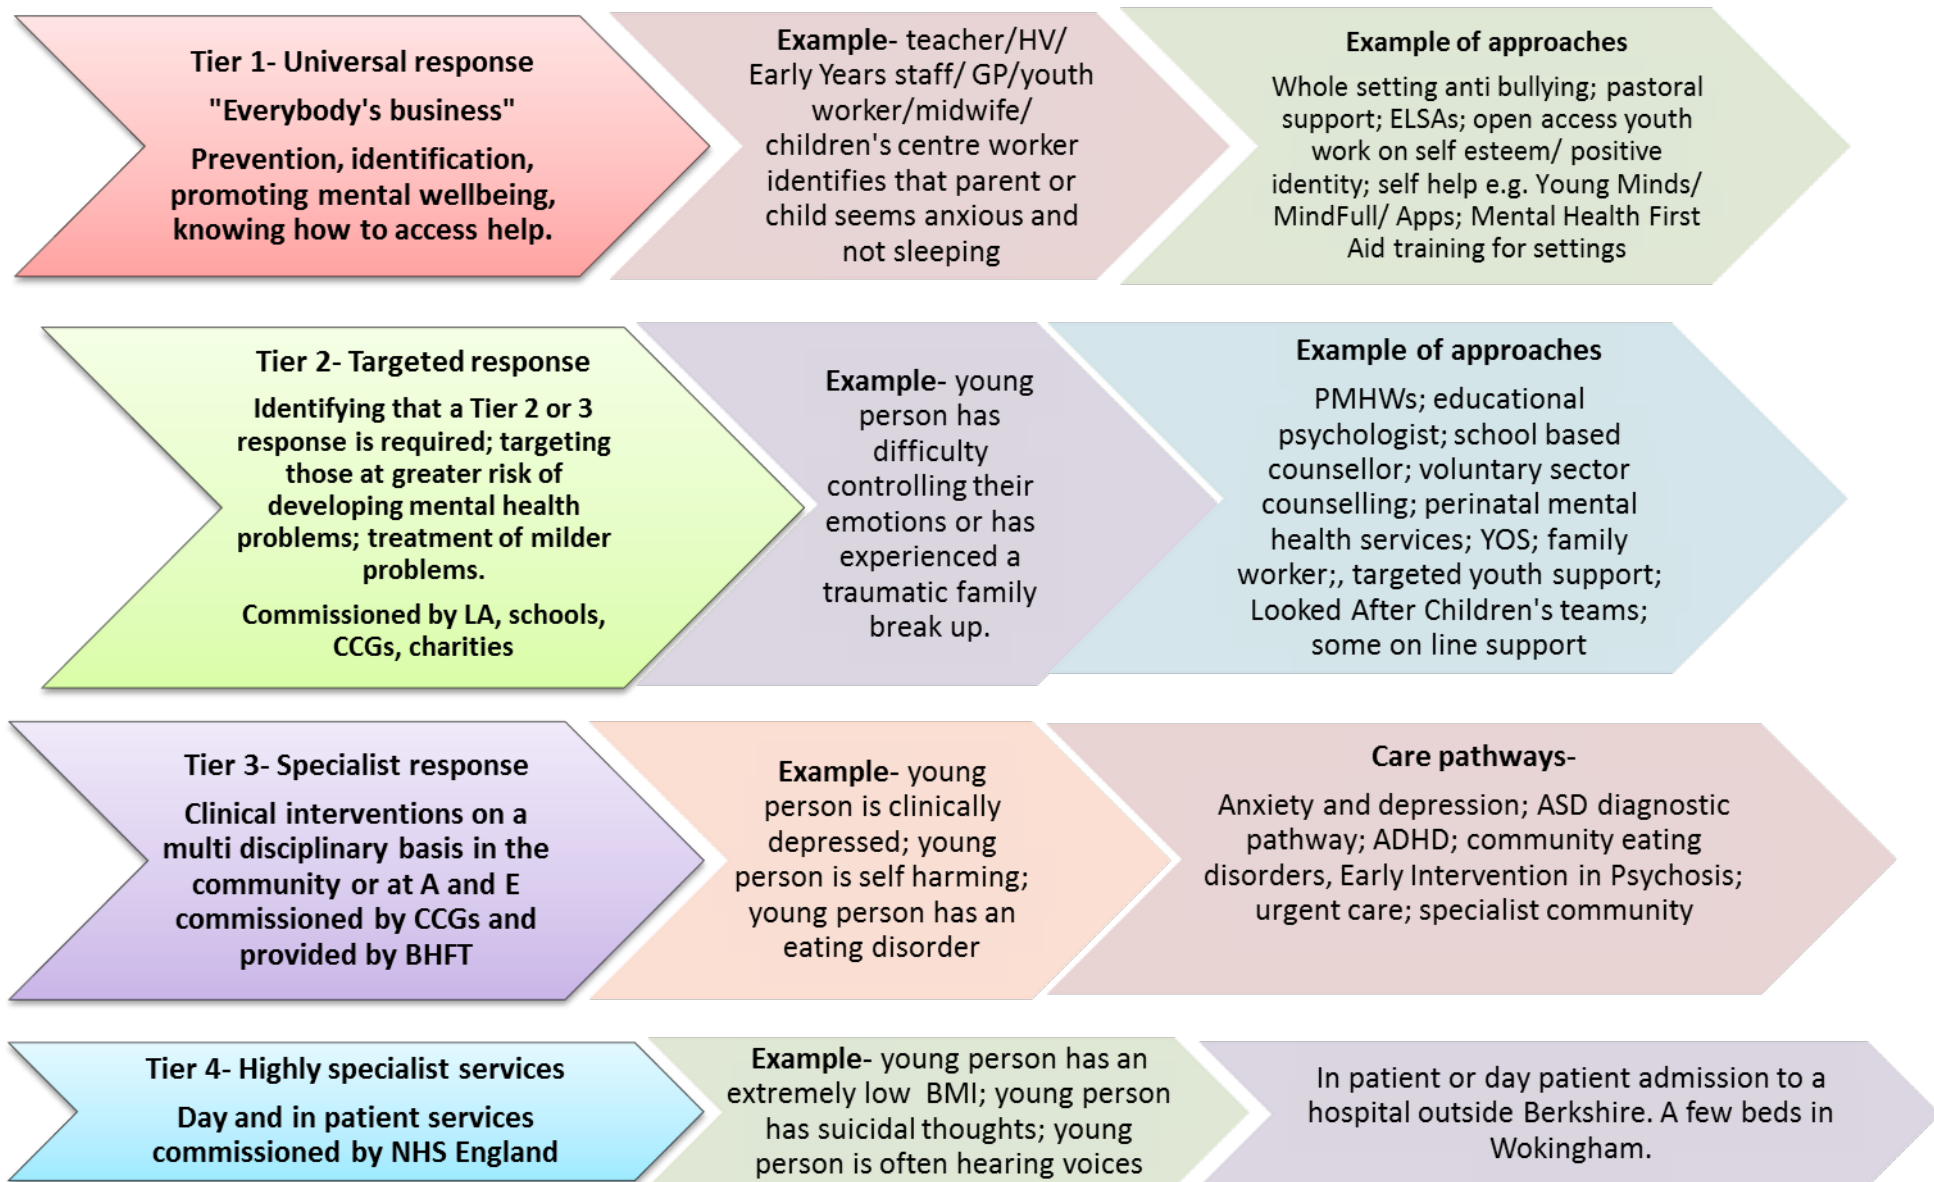 Tier 1- Universal response
"Everybody's business"
Prevention, identification,
promoting mental wellbeing,
knowing how to access help.
Example- teacher/HV/
Early Years staff/ GP/youth
worker/midwife/
children's centre worker
identifies that parent or
child seems anxious and
not sleeping
Example of approaches
Whole setting anti bullying; pastoral
support; ELSAs; open access youth
work on self esteem/ positive
identity; self help e.g. Young Minds/
MindFull/ Apps; Mental Health First
Aid training for settings
Tier 2- Targeted response
Identifying that a Tier 2 or 3
response is required; targeting
those at greater risk of
developing mental health
problems; treatment of milder
problems.
Commissioned by LA, schools,
CCGs, charities
Example- young
person has
difficulty
controlling their
emotions or has
experienced a
traumatic family
break up.
Example of approaches
PMHWs; educational
psychologist; school based
counsellor; voluntary sector
counselling; perinatal mental
health services; YOS; family
worker;, targeted youth support;
Looked After Children's teams;
some on line support
Tier 3- Specialist response
Clinical interventions on a
multi disciplinary basis in the
community or at A and E
commissioned by CCGs and
provided by BHFT
Example- young
person is clinically
depressed; young
person is self harming;
young person has an
eating disorder
Care pathways-
Anxiety and depression; ASD diagnostic
pathway; ADHD; community eating
disorders, Early Intervention in Psychosis;
urgent care; specialist community
Tier 4- Highly specialist services
Day and in patient services
commissioned by NHS England
Example- young person has an
extremely low BMI; young person
has suicidal thoughts; young
person is often hearing voices
In patient or day patient admission to a
hospital outside Berkshire. A few beds in
Wokingham.